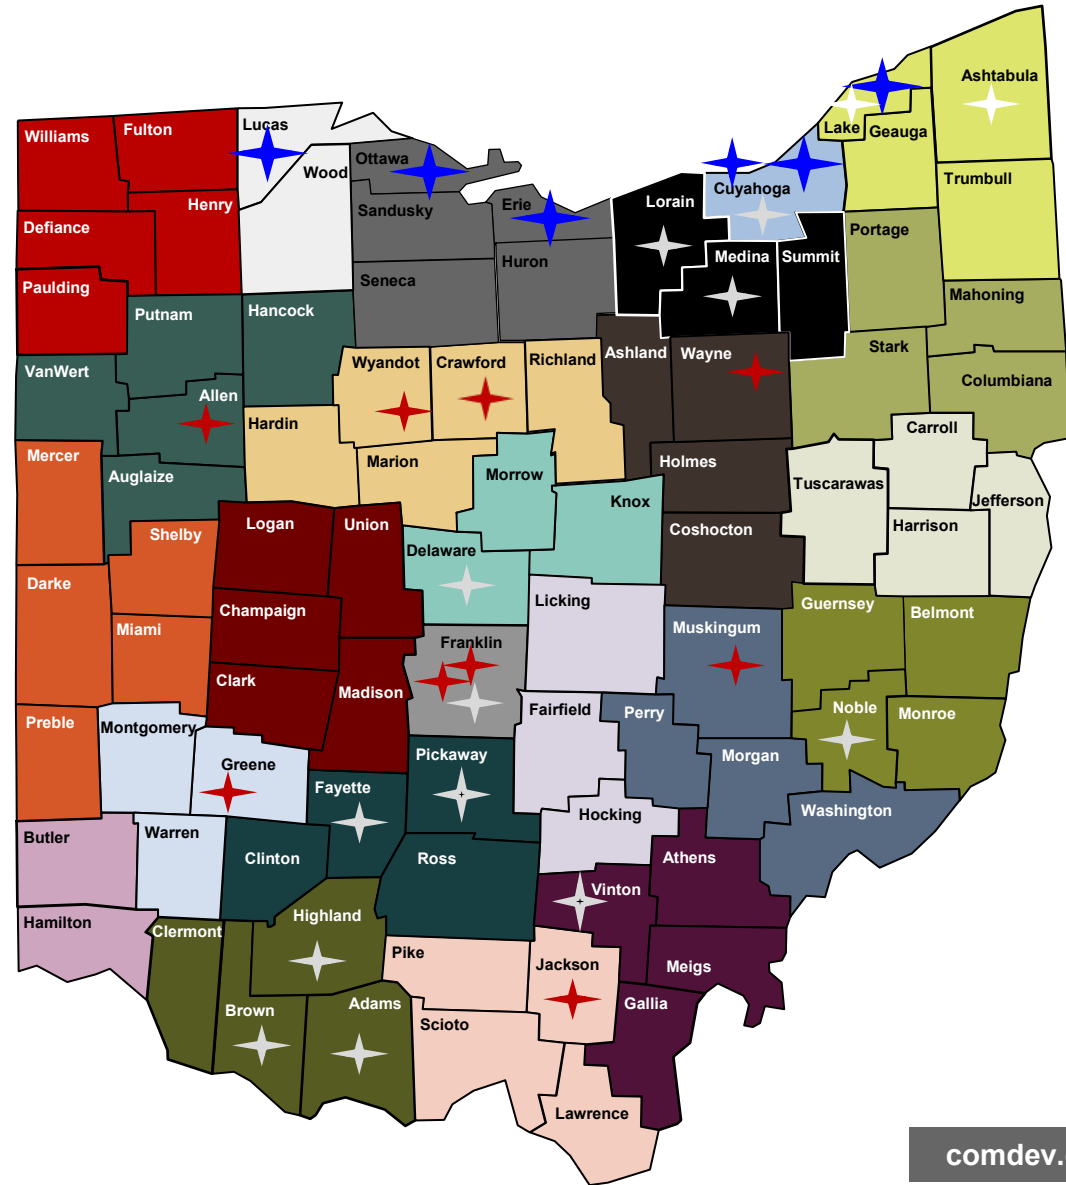 Ashtabula
Williams
Fulton
Lucas
Lake
Geauga
Wood
Ottawa
Trumbull
Henry
Cuyahoga
Lorain
Erie
Sandusky
Defiance
Portage
Medina
Summit
Huron
Seneca
Paulding
Mahoning
Putnam
Hancock
Stark
VanWert
Wyandot
Crawford
Richland
Ashland
Wayne
Columbiana
Allen
Hardin
Carroll
Mercer
Marion
Holmes
Auglaize
Morrow
Tuscarawas
Knox
Jefferson
Logan
Union
Harrison
Shelby
Coshocton
Delaware
Darke
Licking
Guernsey
Champaign
Belmont
Miami
Muskingum
Franklin
Clark
Madison
Noble
Fairfield
Perry
Monroe
Preble
Montgomery
Pickaway
Morgan
Greene
Fayette
Washington
Hocking
Butler
Warren
Clinton
Ross
Athens
Vinton
Hamilton
Highland
Clermont
Pike
Jackson
Meigs
Adams
Gallia
Brown
Scioto
Lawrence
comdev.